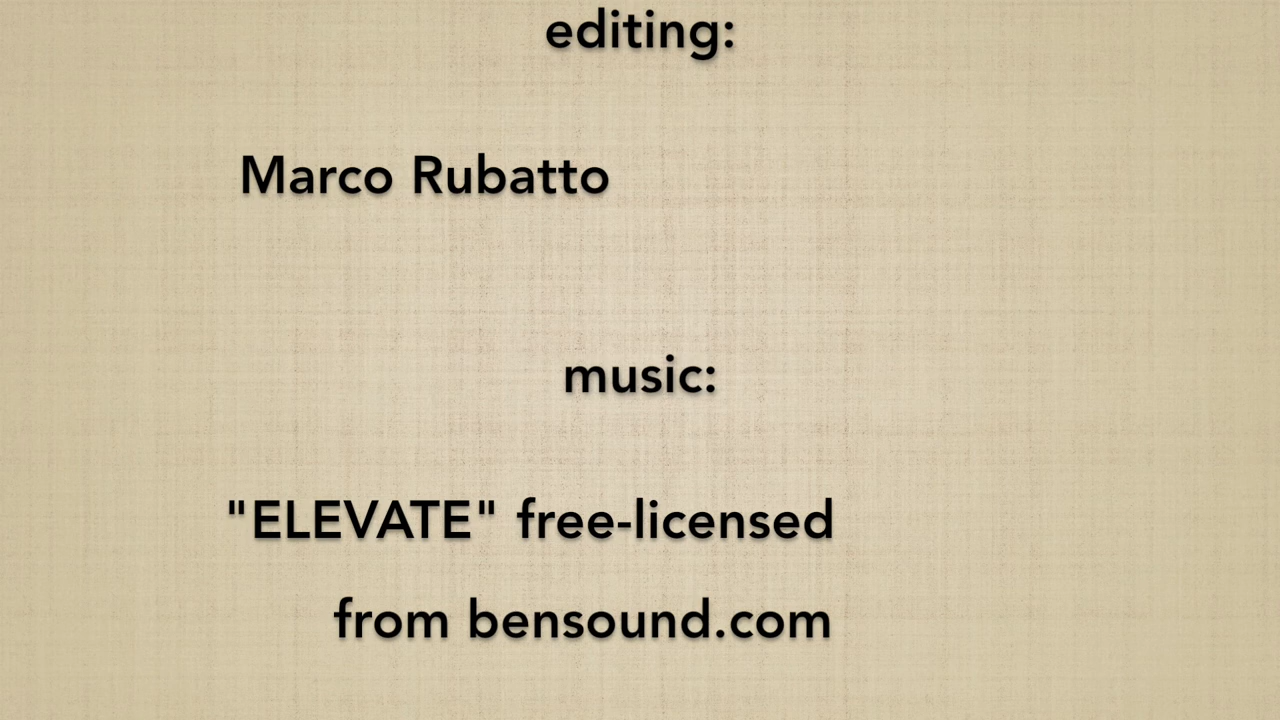 editing:
Marco Rubatto
music:
"ELEVATE" free-licensed
from bensound.com